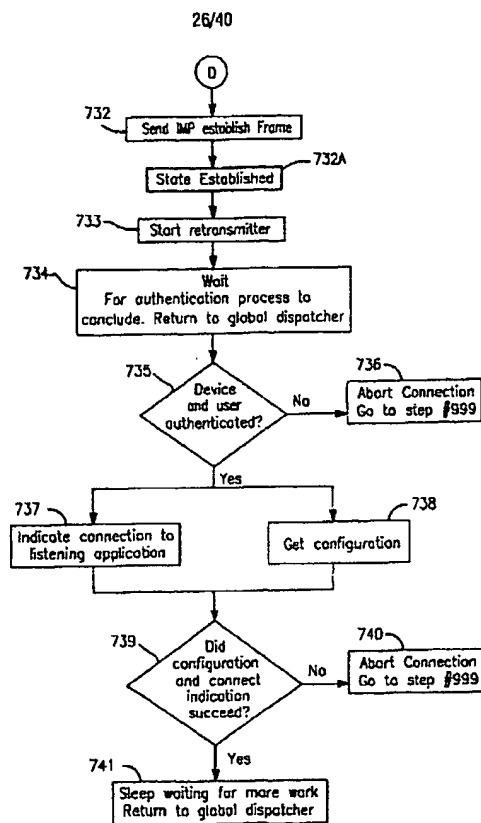 26/40
D
732
Send IMP establish Frame
732A
State Established
733
Start retransmitter
734
Wait
For authentication process to
conclude. Return to global dispatcher
735
Device
and user
authenticated?
No
736
Abort Connection
Go to step #999
Yes
737
Indicate connection to
listening application
738
Get configuration
739
Did
configuration
and connect
indication
succeed?
No
740
Abort Connection
Go to step #999
Yes
741
Sleep waiting for more work
Return to global dispatcher